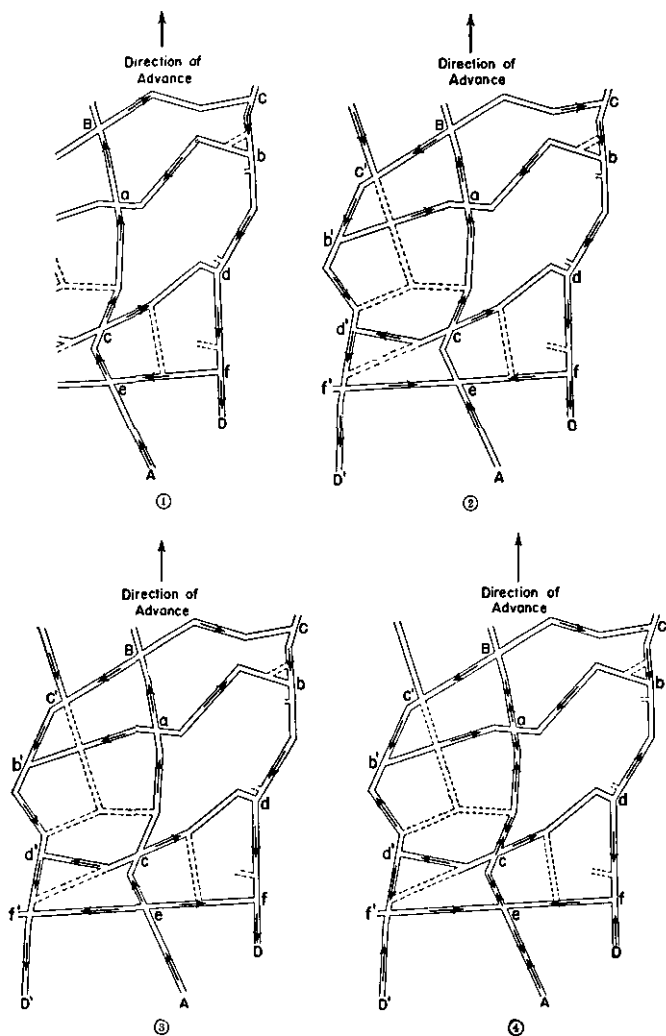 Direction of
Advance
C
B
b
a
d
c
f
e
D
A
①
Direction of
Advance
C
B
c'
b
a
b'
d
c
d'
f
f'
e
D
D'
A
②
Direction of
Advance
C
B
c'
b
a
b'
d
c
d'
f
f'
e
D
D'
A
③
Direction of
Advance
C
B
c'
b
a
b'
d
c
d'
f
f'
e
D
D'
A
④